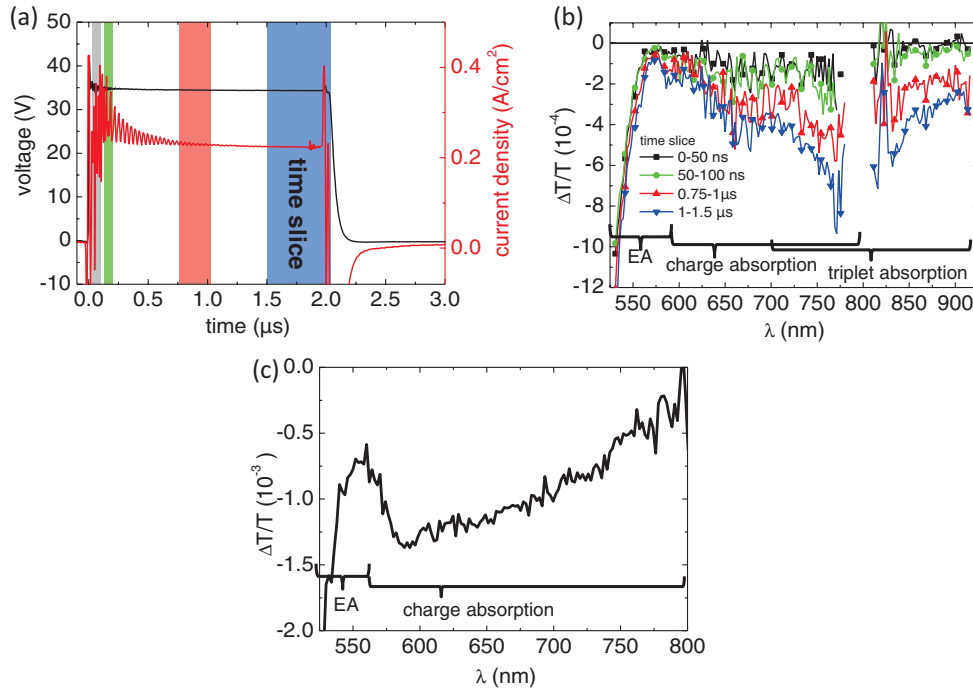 (a)
50
40
30
20
10
0
-10
voltage (V)
0.0 0.5 1.0 1.5 2.0 2.5 3.0
time (μs)
0.4
0.2
0.0
current density (A/cm²)
time slice
(b)
0
-2
-4
-6
-8
-10
-12
ΔT/T (10⁻⁴)
time slice
0-50 ns
50-100 ns
0.75-1μs
1-1.5 μs
EA
charge absorption
triplet absorption
550 600 650 700 750 800 850 900
λ (nm)
(c)
0.0
-0.5
-1.0
-1.5
-2.0
ΔT/T (10⁻³)
EA
charge absorption
550 600 650 700 750 800
λ (nm)